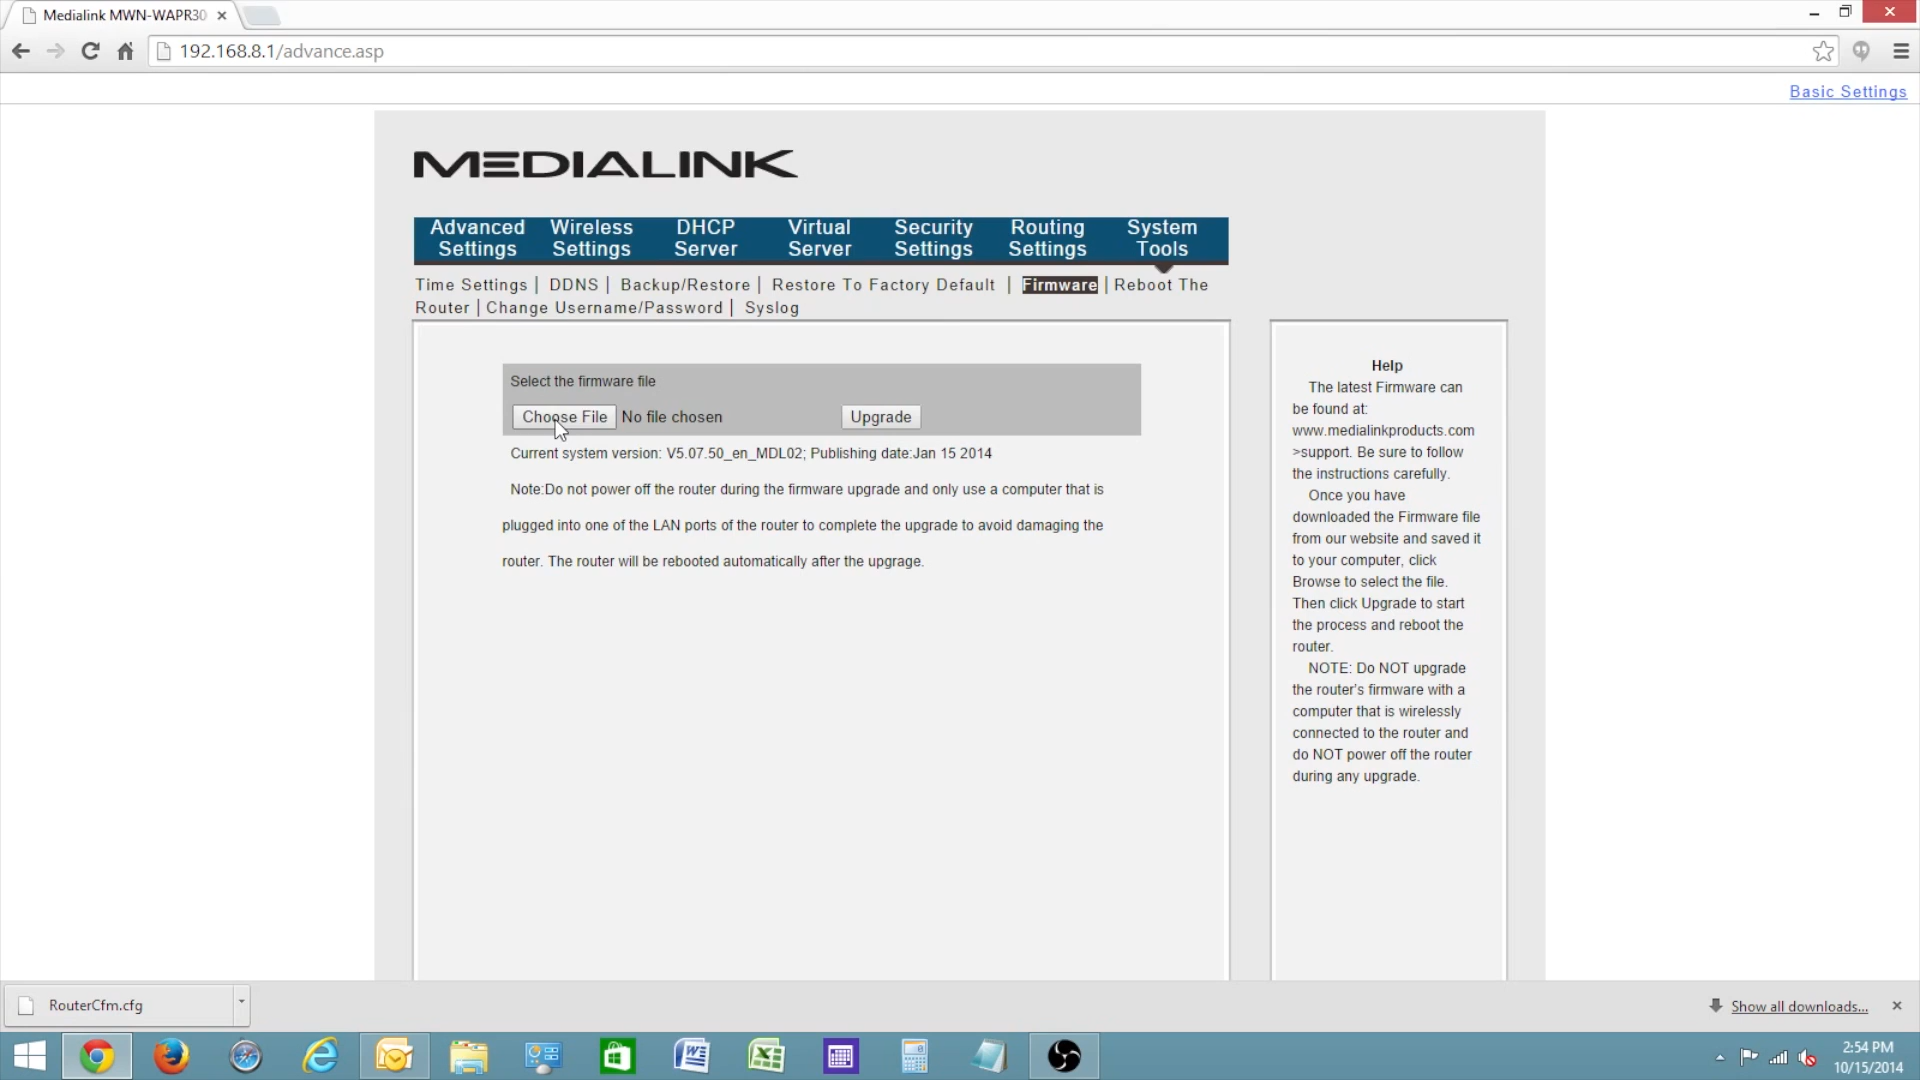 Medialink MWN-WAPR30
192.168.8.1/advance.asp
Basic Settings
MEDIALINK
Advanced Settings
Wireless Settings
DHCP Server
Virtual Server
Security Settings
Routing Settings
System Tools
Time Settings | DDNS | Backup/Restore | Restore To Factory Default | Firmware | Reboot The
Router | Change Username/Password | Syslog
Select the firmware file
Choose File No file chosen Upgrade
Current system version: V5.07.50_en_MDL02; Publishing date:Jan 15 2014
Note:Do not power off the router during the firmware upgrade and only use a computer that is
plugged into one of the LAN ports of the router to complete the upgrade to avoid damaging the
router. The router will be rebooted automatically after the upgrage.
Help
The latest Firmware can
be found at:
www.medialinkproducts.com
>support. Be sure to follow
the instructions carefully.
Once you have
downloaded the Firmware file
from our website and saved it
to your computer, click
Browse to select the file.
Then click Upgrade to start
the process and reboot the
router.
NOTE: Do NOT upgrade
the router's firmware with a
computer that is wirelessly
connected to the router and
do NOT power off the router
during any upgrade.
RouterCfm.cfg
Show all downloads...
2:54 PM
10/15/2014